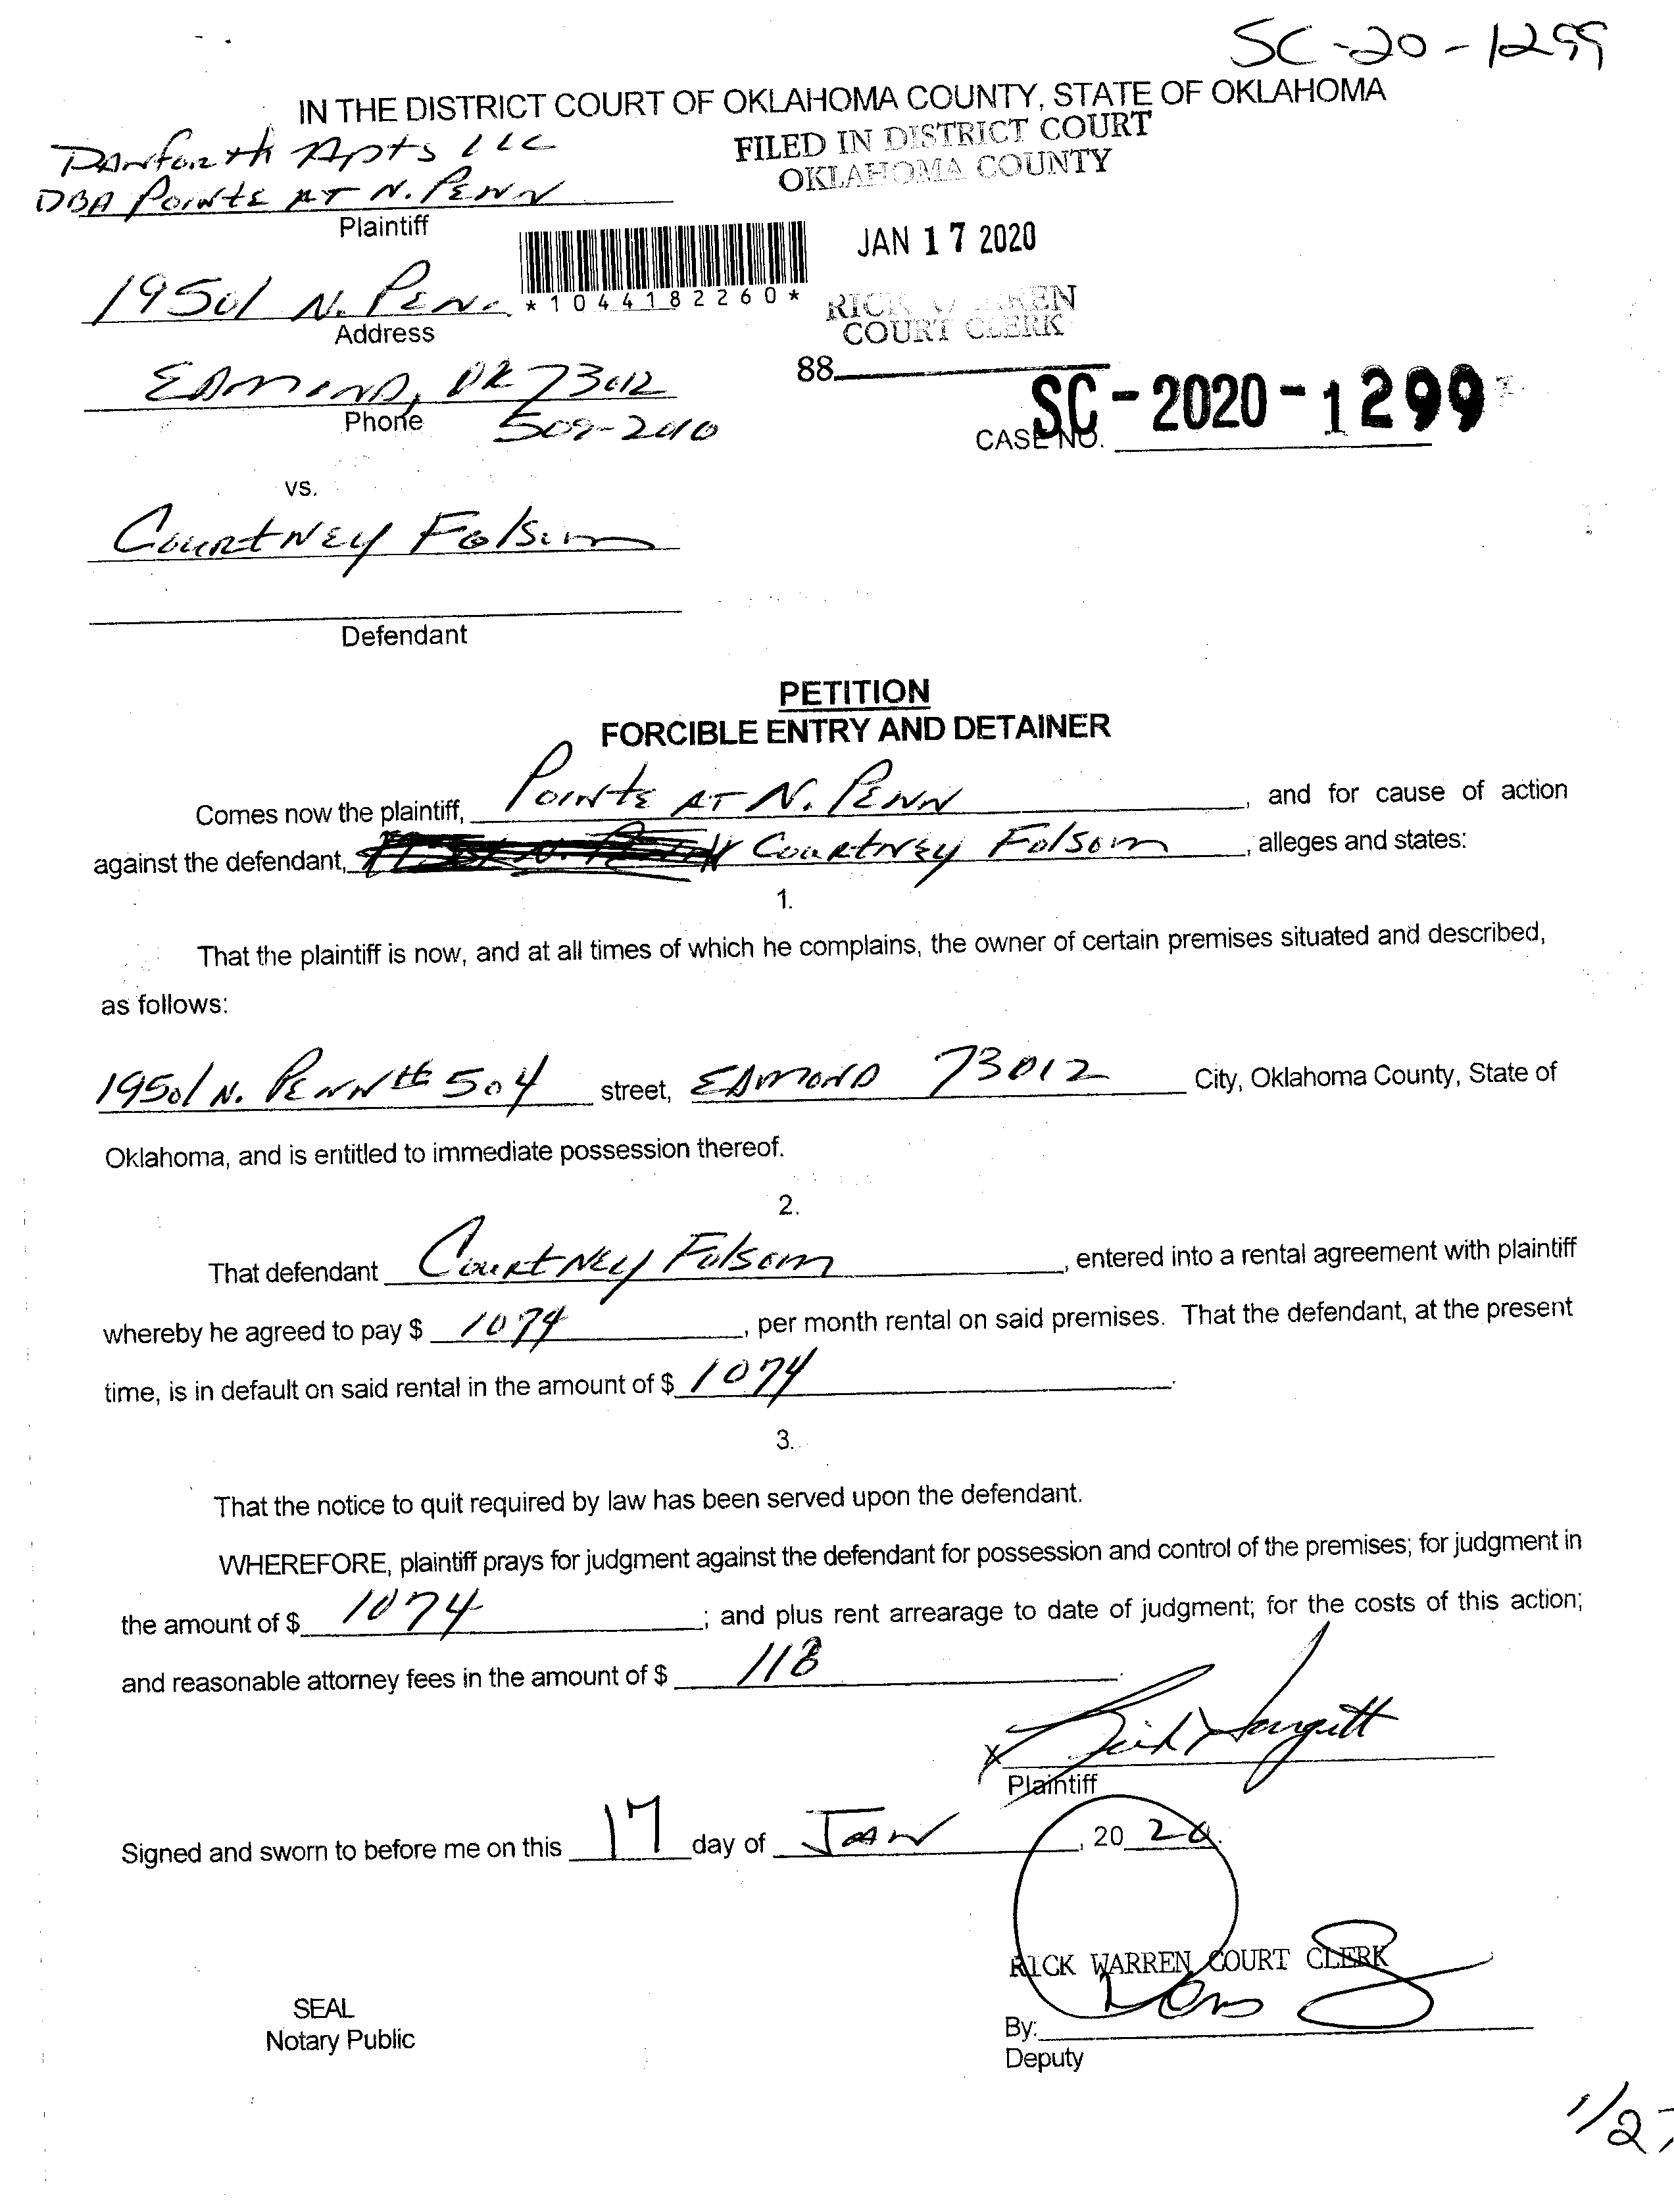 SC-20-1299
IN THE DISTRICT COURT OF OKLAHOMA COUNTY, STATE OF OKLAHOMA
Danforth Apts LLC
FILED IN DISTRICT COURT
OKLAHOMA COUNTY
DBA Pointe AT N. PENN
Plaintiff
JAN 17 2020
19501 N. PENN
*1044182260*
Address
RICK WARREN
COURT CLERK
EDMOND, OK 73012
88
Phone
509-2010
SC-2020-1299
CASE NO.
vs.
Courtney Folsom
Defendant
PETITION
FORCIBLE ENTRY AND DETAINER
Comes now the plaintiff, Pointe AT N. PENN, and for cause of action
against the defendant, Courtney Folsom, alleges and states:
1.
That the plaintiff is now, and at all times of which he complains, the owner of certain premises situated and described,
as follows:
19501 N. PENN # 504 street, EDMOND 73012 City, Oklahoma County, State of
Oklahoma, and is entitled to immediate possession thereof.
2.
That defendant Courtney Folsom, entered into a rental agreement with plaintiff
whereby he agreed to pay $ 1074, per month rental on said premises. That the defendant, at the present
time, is in default on said rental in the amount of $ 1074.
3.
That the notice to quit required by law has been served upon the defendant.
WHEREFORE, plaintiff prays for judgment against the defendant for possession and control of the premises; for judgment in
the amount of $ 1074; and plus rent arrearage to date of judgment; for the costs of this action;
and reasonable attorney fees in the amount of $ 118.
X
Plaintiff
Signed and sworn to before me on this 17 day of JAN, 20 20.
RICK WARREN COURT CLERK
SEAL
Notary Public
By:
Deputy
1/27